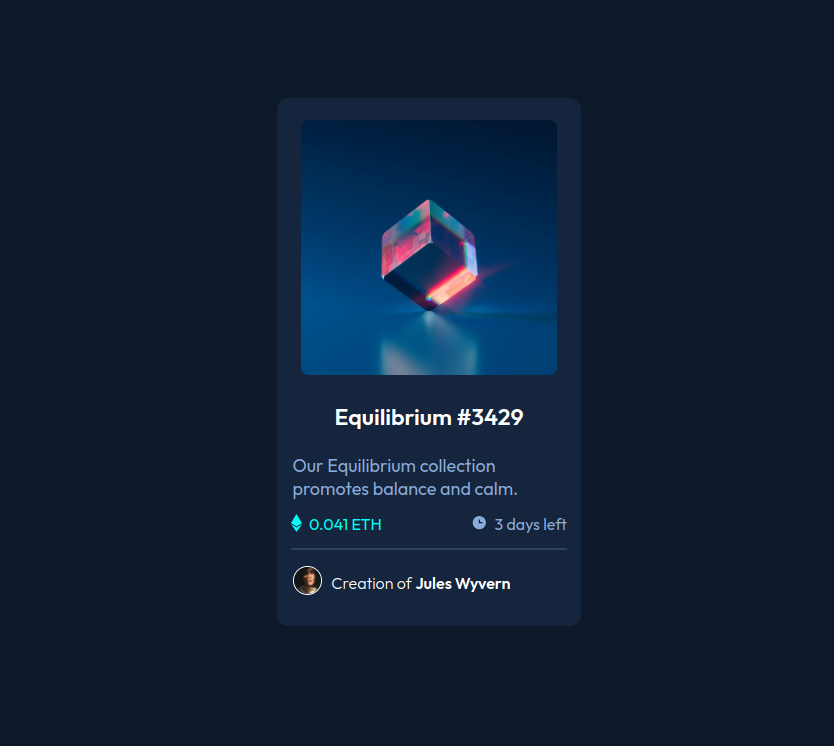 Equilibrium #3429
Our Equilibrium collection
promotes balance and calm.
0.041 ETH
3 days left
Creation of Jules Wyvern